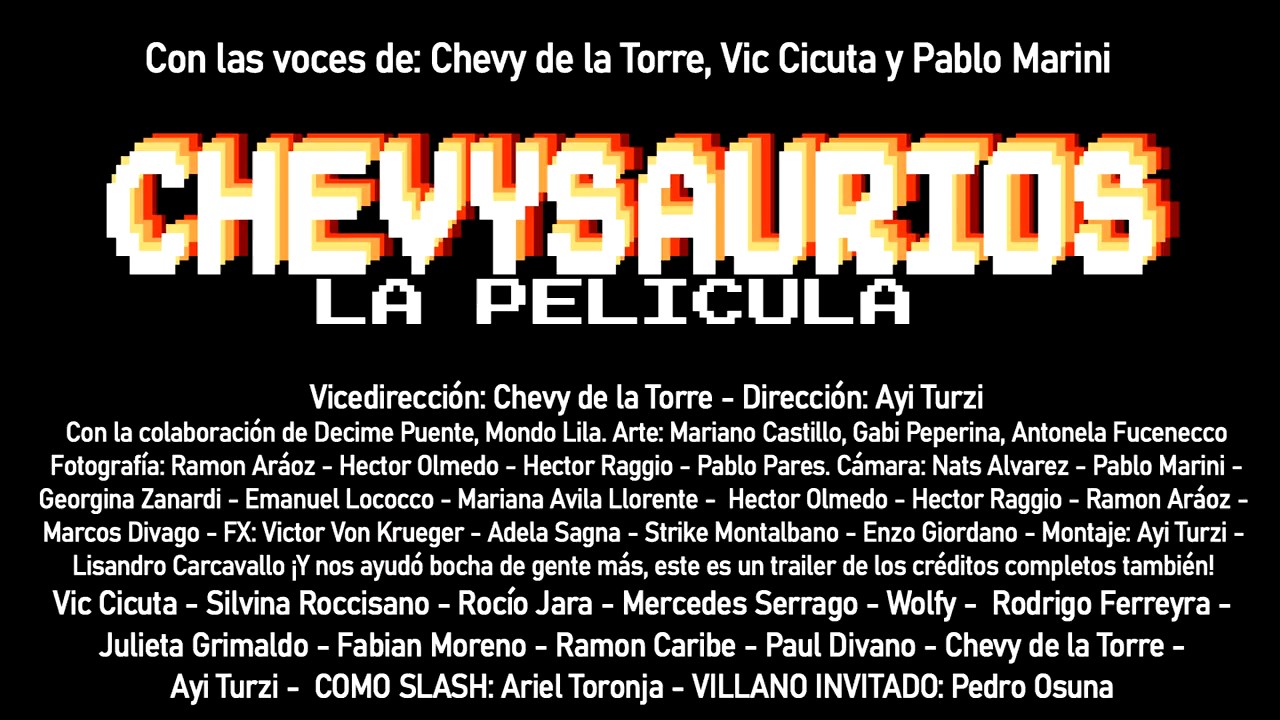 Con las voces de: Chevy de la Torre, Vic Cicuta y Pablo Marini
CHEVYSAURIOS
LA PELICULA
Vicedirección: Chevy de la Torre - Dirección: Ayi Turzi
Con la colaboración de Decime Puente, Mondo Lila. Arte: Mariano Castillo, Gabi Peperina, Antonela Fucenecco
Fotografía: Ramon Aráoz - Hector Olmedo - Hector Raggio - Pablo Pares. Cámara: Nats Alvarez - Pablo Marini -
Georgina Zanardi - Emanuel Lococco - Mariana Avila Llorente - Hector Olmedo - Hector Raggio - Ramon Aráoz -
Marcos Divago - FX: Victor Von Krueger - Adela Sagna - Strike Montalbano - Enzo Giordano - Montaje: Ayi Turzi -
Lisandro Carcavallo ¡Y nos ayudó bocha de gente más, este es un trailer de los créditos completos también!
Vic Cicuta - Silvina Roccisano - Rocío Jara - Mercedes Serrago - Wolfy - Rodrigo Ferreyra -
Julieta Grimaldo - Fabian Moreno - Ramon Caribe - Paul Divano - Chevy de la Torre -
Ayi Turzi - COMO SLASH: Ariel Toronja - VILLANO INVITADO: Pedro Osuna